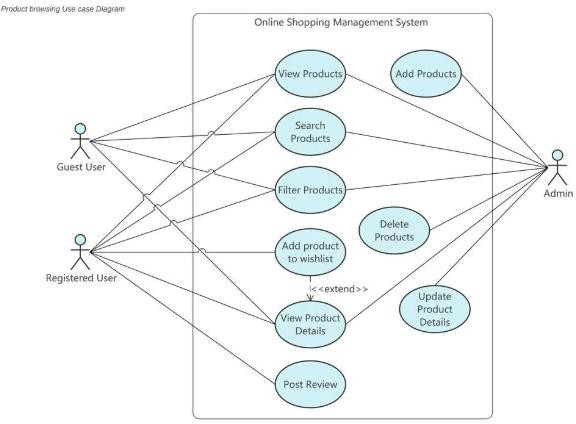 Product browsing Use case Diagram
Online Shopping Management System
View Products
Add Products
Search
Products
Guest User
Admin
Filter Products
Delete
Products
Add product
to wishlist
Registered User
<<extend>>
Update
Product
Details
View Product
Details
Post Review